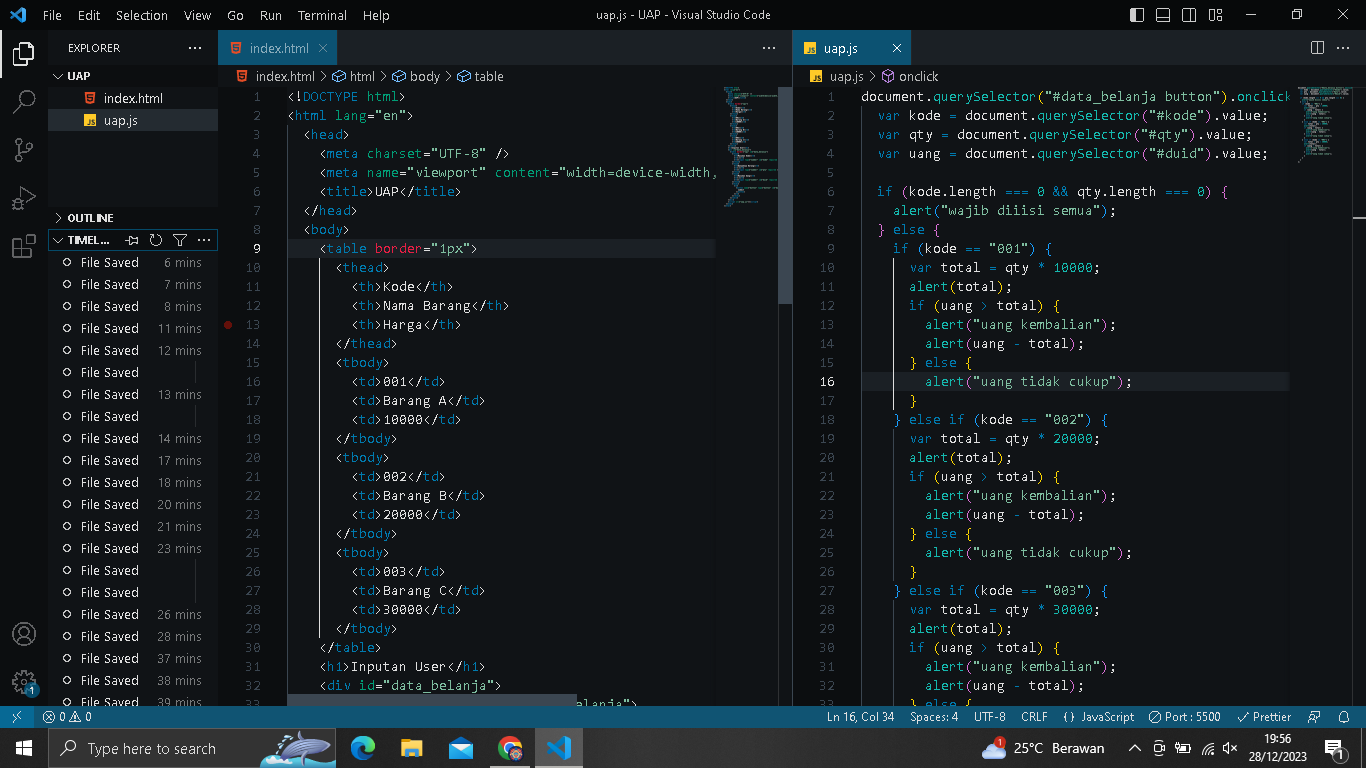 File Edit Selection View Go Run Terminal Help
uap.js - UAP - Visual Studio Code
EXPLORER
UAP
index.html
uap.js
OUTLINE
TIMEL...
File Saved 6 mins
File Saved 7 mins
File Saved 8 mins
File Saved 11 mins
File Saved 12 mins
File Saved
File Saved 13 mins
File Saved
File Saved 14 mins
File Saved 17 mins
File Saved 18 mins
File Saved 20 mins
File Saved 21 mins
File Saved 23 mins
File Saved
File Saved
File Saved 26 mins
File Saved 28 mins
File Saved 37 mins
File Saved 38 mins
File Saved 39 mins
1
index.html
index.html > html > body > table
1 <!DOCTYPE html>
2 <html lang="en">
3 <head>
4 <meta charset="UTF-8" />
5 <meta name="viewport" content="width=device-width,
6 <title>UAP</title>
7 </head>
8 <body>
9 <table border="1px">
10 <thead>
11 <th>Kode</th>
12 <th>Nama Barang</th>
13 <th>Harga</th>
14 </thead>
15 <tbody>
16 <td>001</td>
17 <td>Barang A</td>
18 <td>10000</td>
19 </tbody>
20 <tbody>
21 <td>002</td>
22 <td>Barang B</td>
23 <td>20000</td>
24 </tbody>
25 <tbody>
26 <td>003</td>
27 <td>Barang C</td>
28 <td>30000</td>
29 </tbody>
30 </table>
31 <h1>Inputan User</h1>
32 <div id="data_belanja">
33 elanja">
uap.js
uap.js > onclick
1 document.querySelector("#data_belanja button").onclick
2 var kode = document.querySelector("#kode").value;
3 var qty = document.querySelector("#qty").value;
4 var uang = document.querySelector("#duid").value;
5
6 if (kode.length === 0 && qty.length === 0) {
7 alert("wajib diiisi semua");
8 } else {
9 if (kode == "001") {
10 var total = qty * 10000;
11 alert(total);
12 if (uang > total) {
13 alert("uang kembalian");
14 alert(uang - total);
15 } else {
16 alert("uang tidak cukup");
17 }
18 } else if (kode == "002") {
19 var total = qty * 20000;
20 alert(total);
21 if (uang > total) {
22 alert("uang kembalian");
23 alert(uang - total);
24 } else {
25 alert("uang tidak cukup");
26 }
27 } else if (kode == "003") {
28 var total = qty * 30000;
29 alert(total);
30 if (uang > total) {
31 alert("uang kembalian");
32 alert(uang - total);
33 } else {
0 0 Ln 16, Col 34 Spaces: 4 UTF-8 CRLF {} JavaScript Port : 5500 Prettier
Type here to search
1 25°C Berawan
19:56
28/12/2023
1